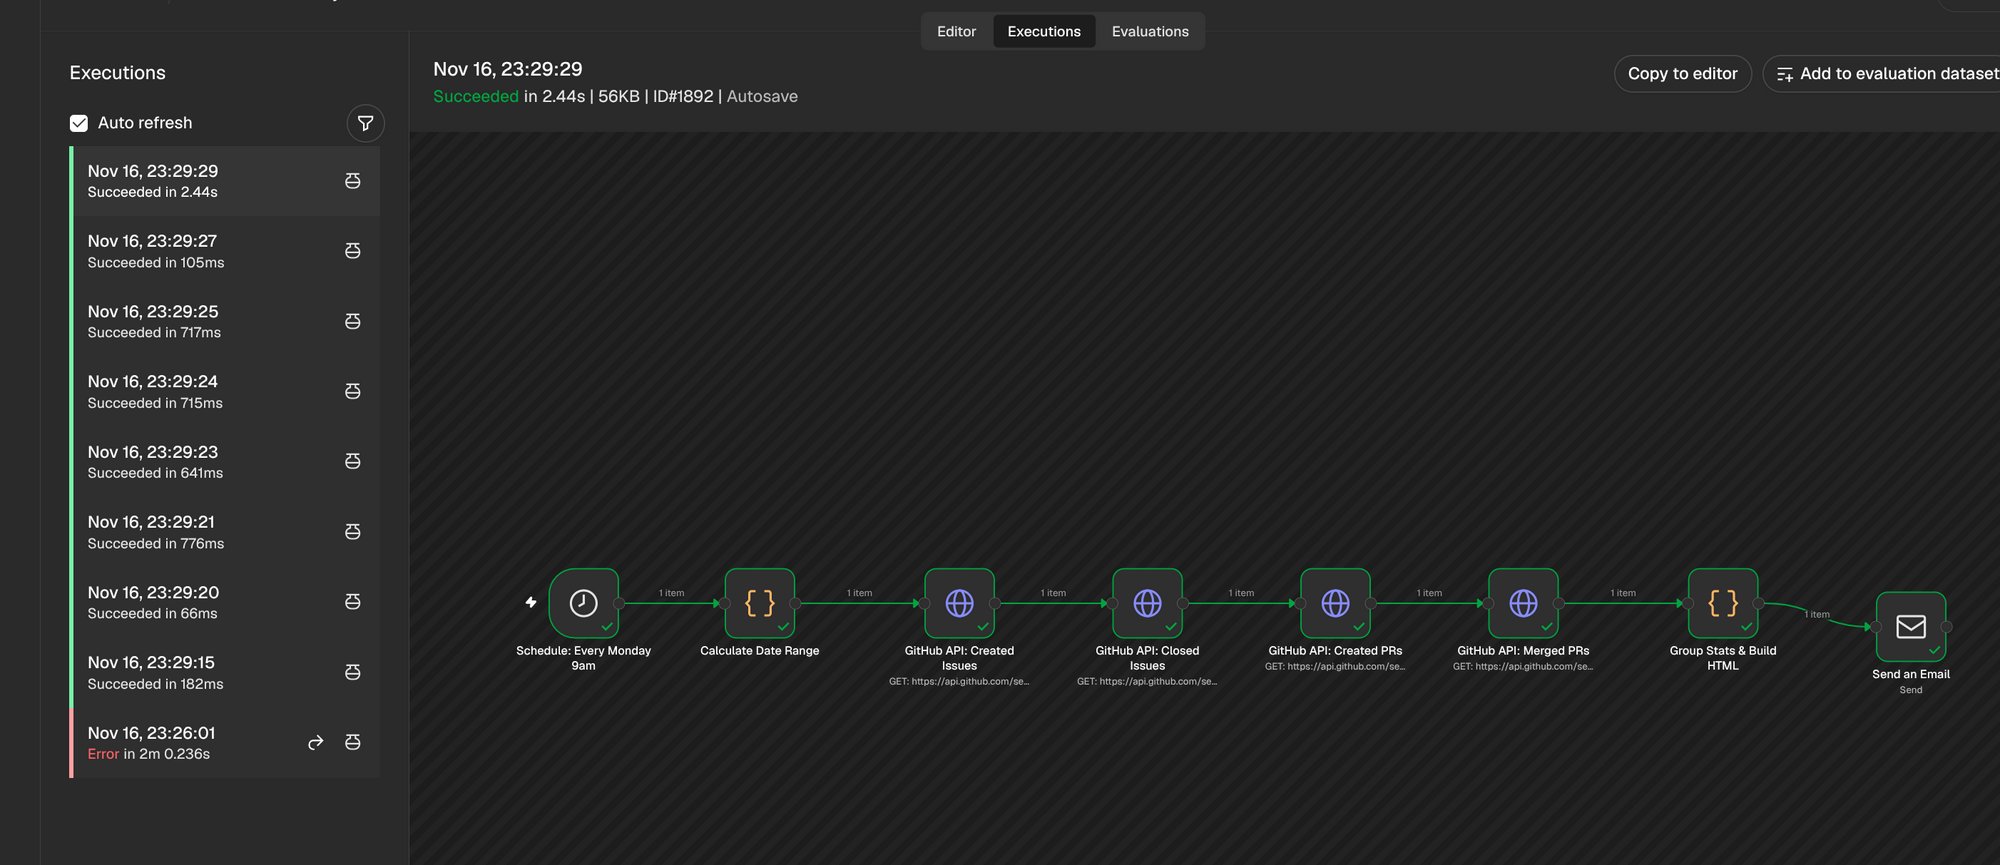 Editor
Executions
Evaluations
Executions
Auto refresh
Nov 16, 23:29:29
Succeeded in 2.44s
Nov 16, 23:29:27
Succeeded in 105ms
Nov 16, 23:29:25
Succeeded in 717ms
Nov 16, 23:29:24
Succeeded in 715ms
Nov 16, 23:29:23
Succeeded in 641ms
Nov 16, 23:29:21
Succeeded in 776ms
Nov 16, 23:29:20
Succeeded in 66ms
Nov 16, 23:29:15
Succeeded in 182ms
Nov 16, 23:26:01
Error in 2m 0.236s
Nov 16, 23:29:29
Succeeded in 2.44s | 56KB | ID#1892 | Autosave
Copy to editor
Add to evaluation dataset
1 item
1 item
1 item
1 item
1 item
1 item
1 item
Schedule: Every Monday
9am
Calculate Date Range
GitHub API: Created
Issues
GET: https://api.github.com/se...
GitHub API: Closed
Issues
GET: https://api.github.com/se...
GitHub API: Created PRs
GET: https://api.github.com/se...
GitHub API: Merged PRs
GET: https://api.github.com/se...
Group Stats & Build
HTML
Send an Email
Send